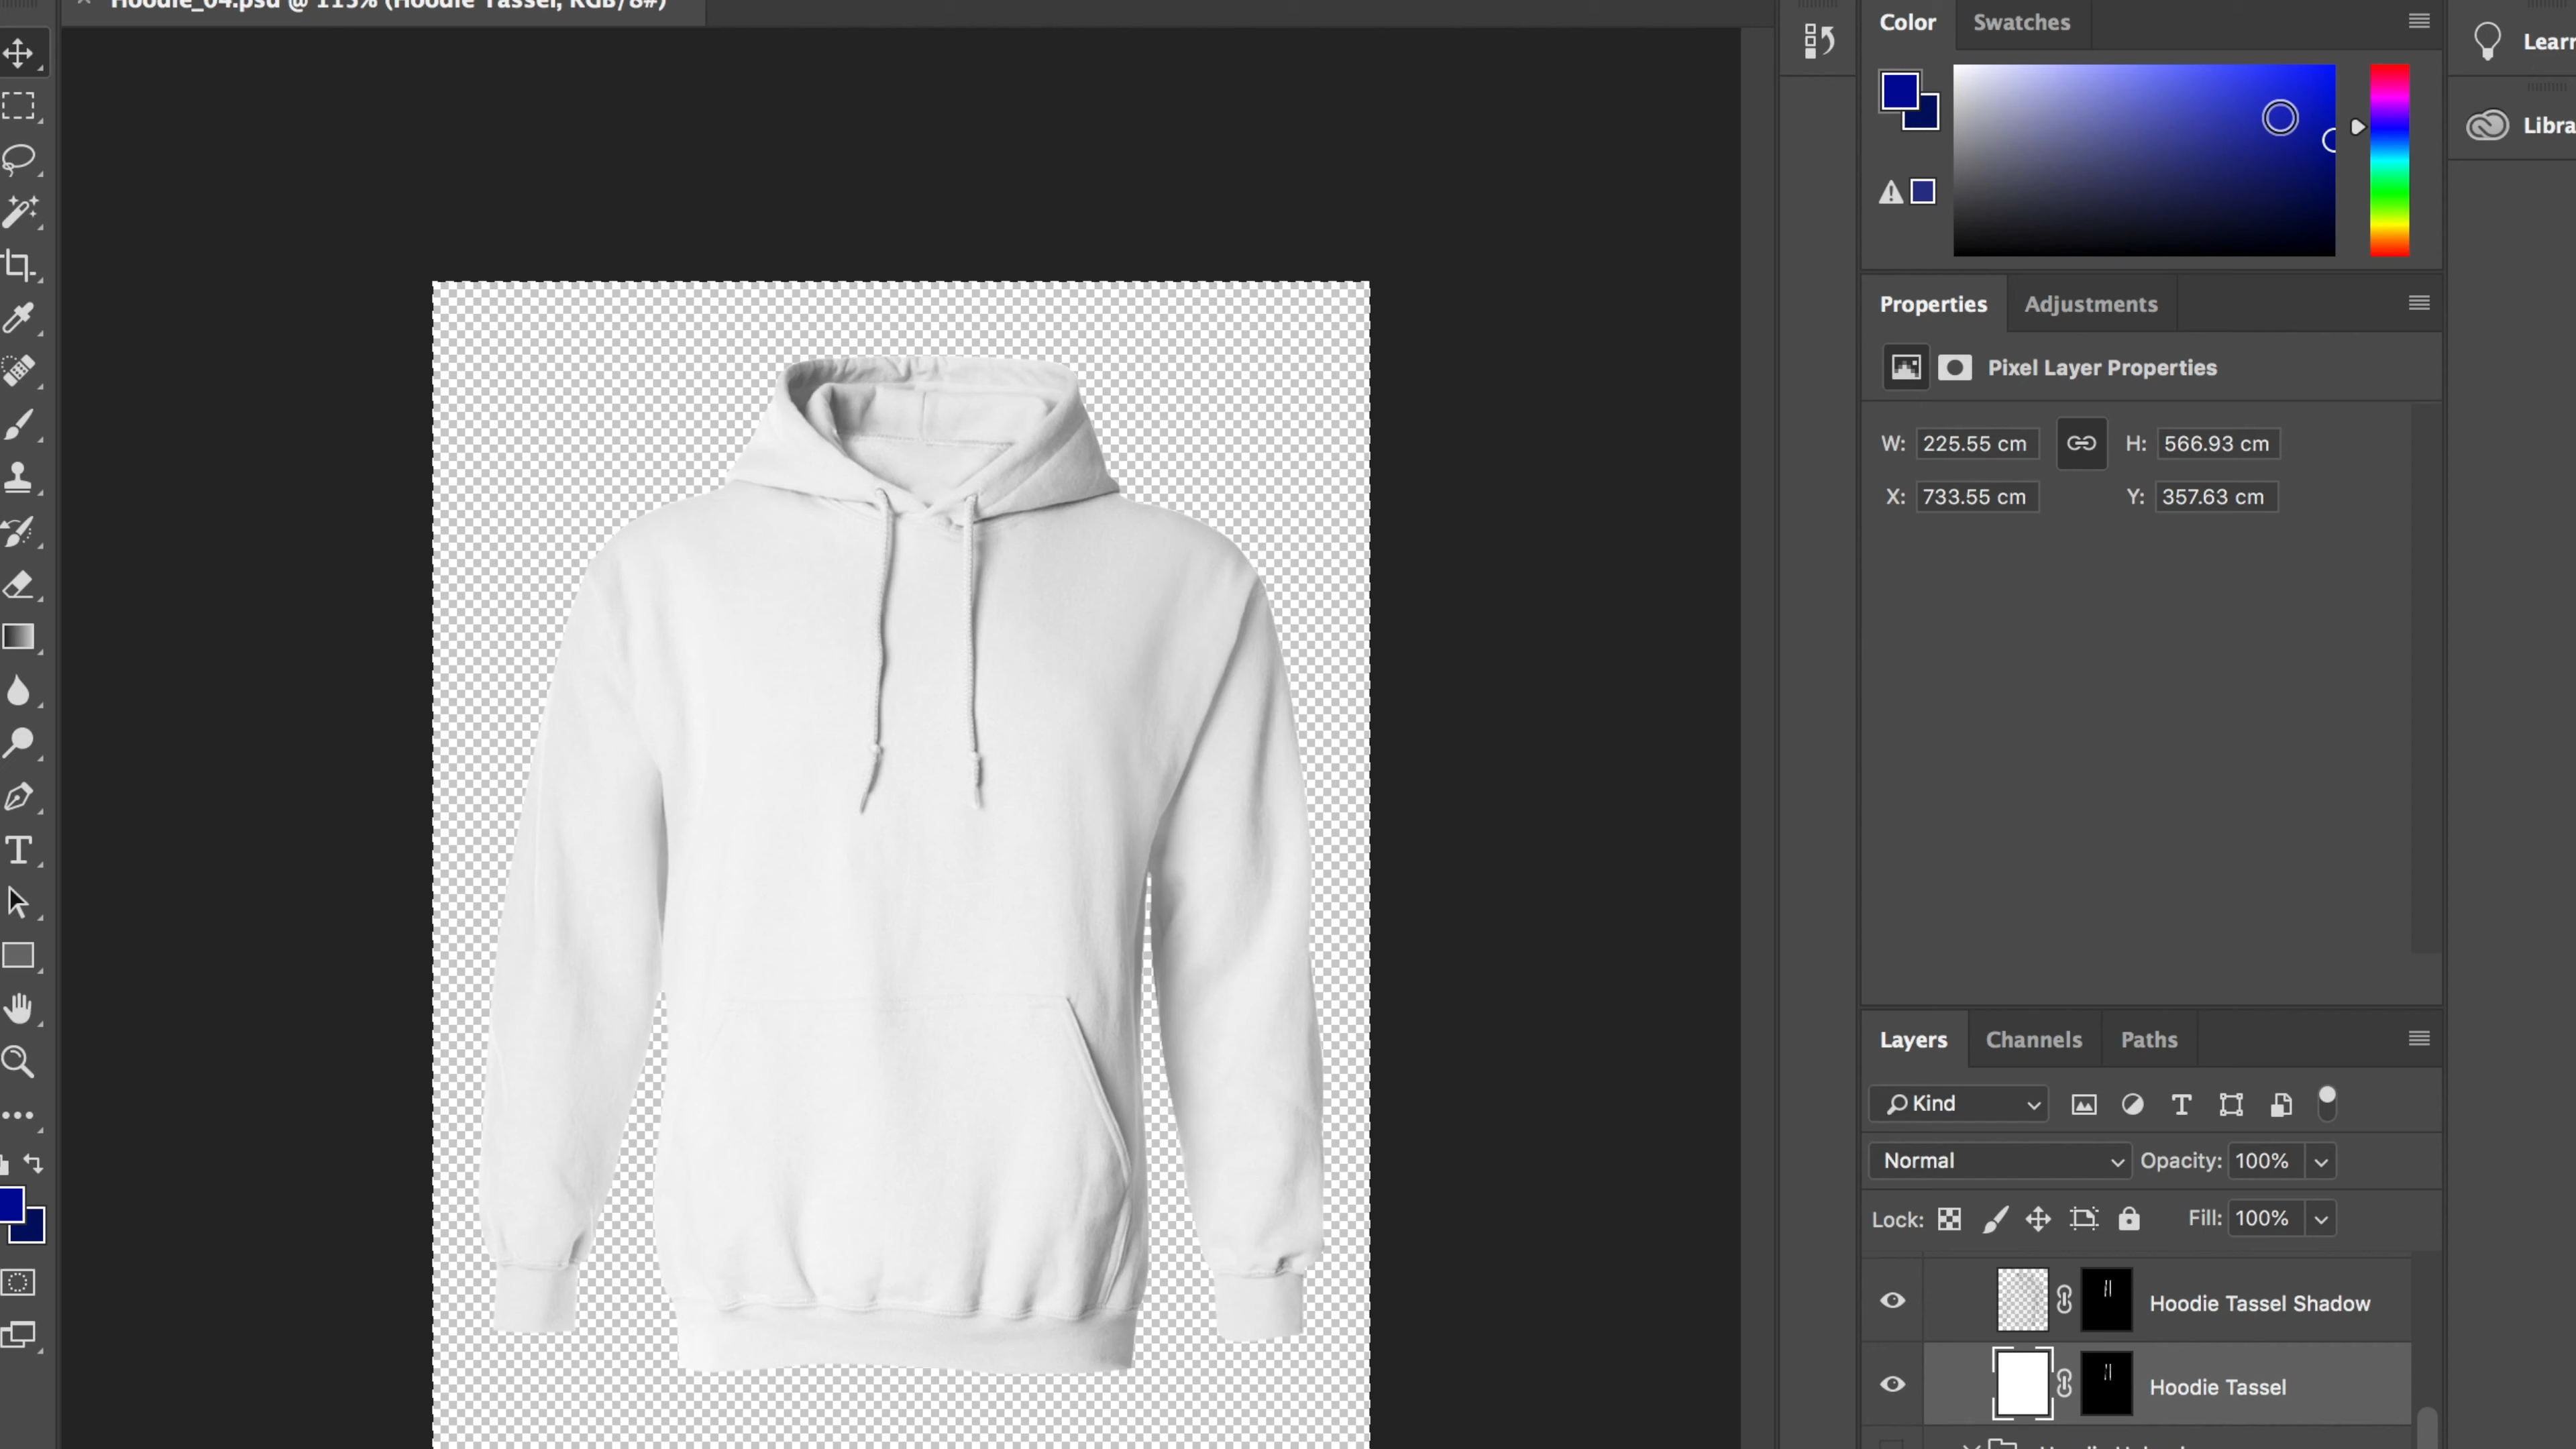 Hoodie_04.psd @ 115% (Hoodie Tassel, RGB/8#)
Color Swatches
Learn
Libra
Properties Adjustments
Pixel Layer Properties
W: 225.55 cm H: 566.93 cm
X: 733.55 cm Y: 357.63 cm
Layers Channels Paths
Kind
Normal Opacity: 100%
Lock: Fill: 100%
Hoodie Tassel Shadow
Hoodie Tassel